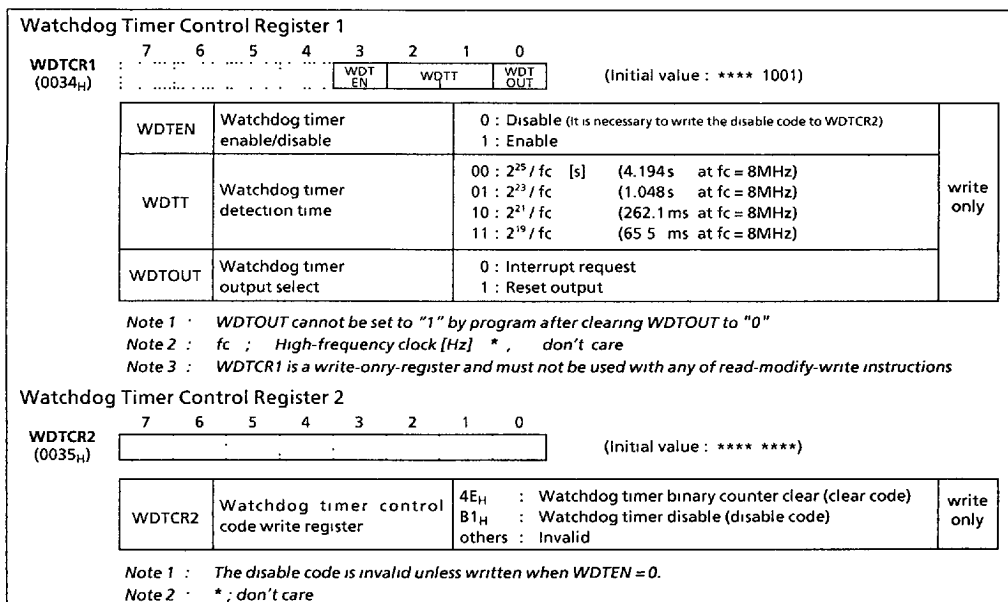 Watchdog Timer Control Register 1
7 6 5 4 3 2 1 0
WDTCR1 (0034H) WDT EN WDTT WDT OUT (Initial value : **** 1001)
WDTEN Watchdog timer enable/disable 0 : Disable (It is necessary to write the disable code to WDTCR2)
1 : Enable
WDTT Watchdog timer detection time 00 : 2²⁵ / fc [s] (4.194 s at fc = 8MHz)
01 : 2²³ / fc (1.048 s at fc = 8MHz)
10 : 2²¹ / fc (262.1 ms at fc = 8MHz)
11 : 2¹⁹ / fc (65 5 ms at fc = 8MHz)
write only
WDTOUT Watchdog timer output select 0 : Interrupt request
1 : Reset output
Note 1 · WDTOUT cannot be set to "1" by program after clearing WDTOUT to "0"
Note 2 : fc ; High-frequency clock [Hz] * , don't care
Note 3 : WDTCR1 is a write-onry-register and must not be used with any of read-modify-write instructions
Watchdog Timer Control Register 2
7 6 5 4 3 2 1 0
WDTCR2 (0035H) (Initial value : **** ****)
WDTCR2 Watchdog timer control code write register 4EH : Watchdog timer binary counter clear (clear code)
B1H : Watchdog timer disable (disable code)
others : Invalid
write only
Note 1 : The disable code is invalid unless written when WDTEN = 0.
Note 2 · * ; don't care